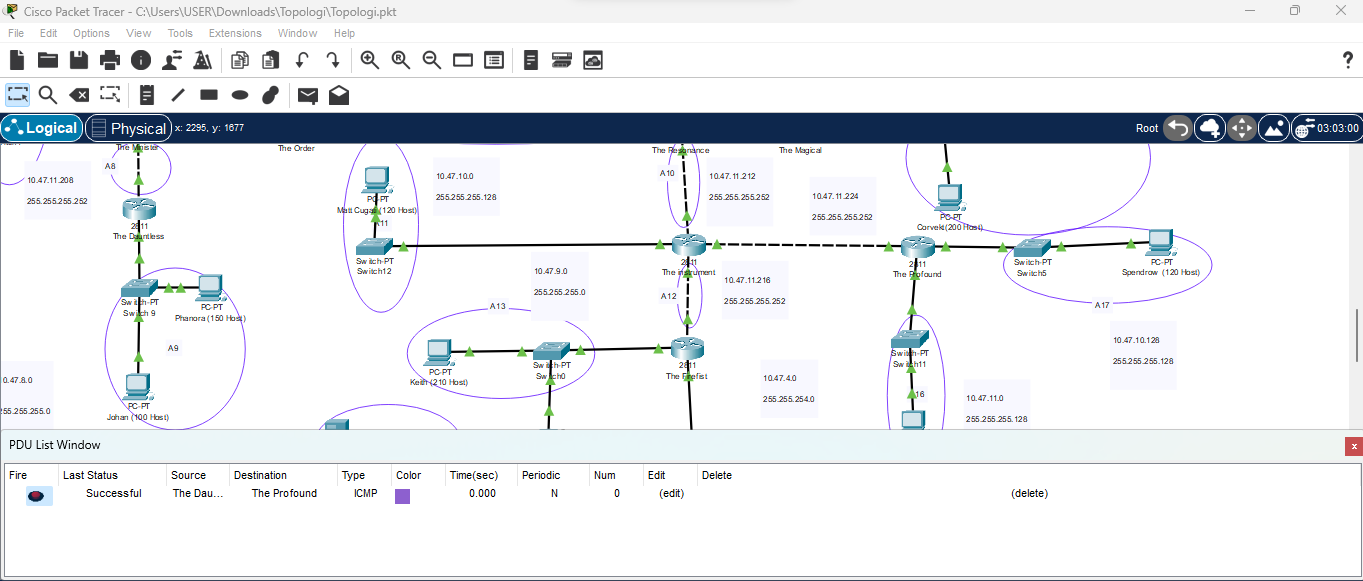 Cisco Packet Tracer - C:\Users\USER\Downloads\Topologi\Topologi.pkt
File Edit Options View Tools Extensions Window Help
?
Logical Physical x: 2295, y: 1677 Root 03:03:00
The Minister
The Order
The Resonance
The Magical
A8
10.47.11.208
255.255.255.252
2811
The Dauntless
PC-PT
Matt Cugat (120 Host)
A11
10.47.10.0
255.255.255.128
Switch-PT
Switch12
A10
10.47.11.212
255.255.255.252
10.47.11.224
255.255.255.252
PC-PT
Corvekt(200 Host)
2811
The instrument
2811
The Profound
Switch-PT
Switch5
PC-PT
Spendrow (120 Host)
A17
10.47.10.128
255.255.255.128
Switch-PT
Switch 9
PC-PT
Phanora (150 Host)
A9
PC-PT
Johan (100 Host)
0.47.8.0
255.255.255.0
10.47.9.0
255.255.255.0
A13
PC-PT
Keith (210 Host)
Switch-PT
Switch0
A12
10.47.11.216
255.255.255.252
2811
The Firefist
10.47.4.0
255.255.254.0
Switch-PT
Switch11
16
10.47.11.0
255.255.255.128
PDU List Window
x
Fire Last Status Source Destination Type Color Time(sec) Periodic Num Edit Delete
Successful The Dau... The Profound ICMP 0.000 N 0 (edit) (delete)